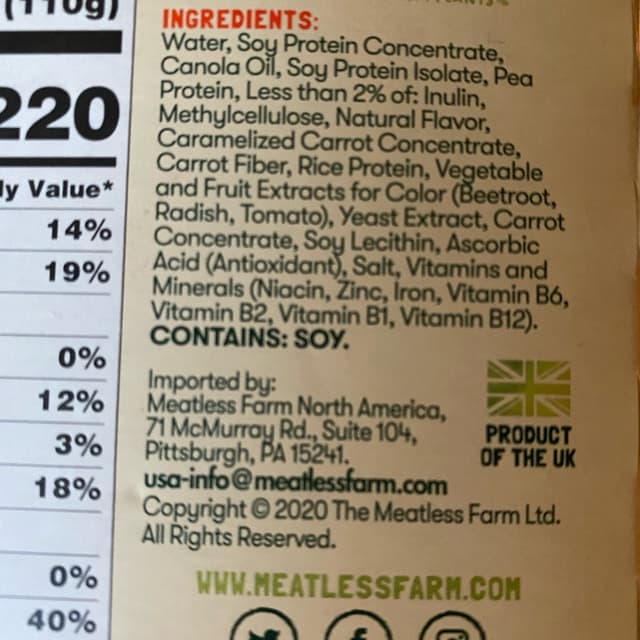 (110g)
220
ly Value*
14%
19%
0%
12%
3%
18%
0%
40%
INGREDIENTS:
Water, Soy Protein Concentrate,
Canola Oil, Soy Protein Isolate, Pea
Protein, Less than 2% of: Inulin,
Methylcellulose, Natural Flavor,
Caramelized Carrot Concentrate,
Carrot Fiber, Rice Protein, Vegetable
and Fruit Extracts for Color (Beetroot,
Radish, Tomato), Yeast Extract, Carrot
Concentrate, Soy Lecithin, Ascorbic
Acid (Antioxidant), Salt, Vitamins and
Minerals (Niacin, Zinc, Iron, Vitamin B6,
Vitamin B2, Vitamin B1, Vitamin B12).
CONTAINS: SOY.
Imported by:
Meatless Farm North America,
71 McMurray Rd., Suite 104,
Pittsburgh, PA 15241.
usa-info@meatlessfarm.com
Copyright © 2020 The Meatless Farm Ltd.
All Rights Reserved.
PRODUCT
OF THE UK
WWW.MEATLESSFARM.COM